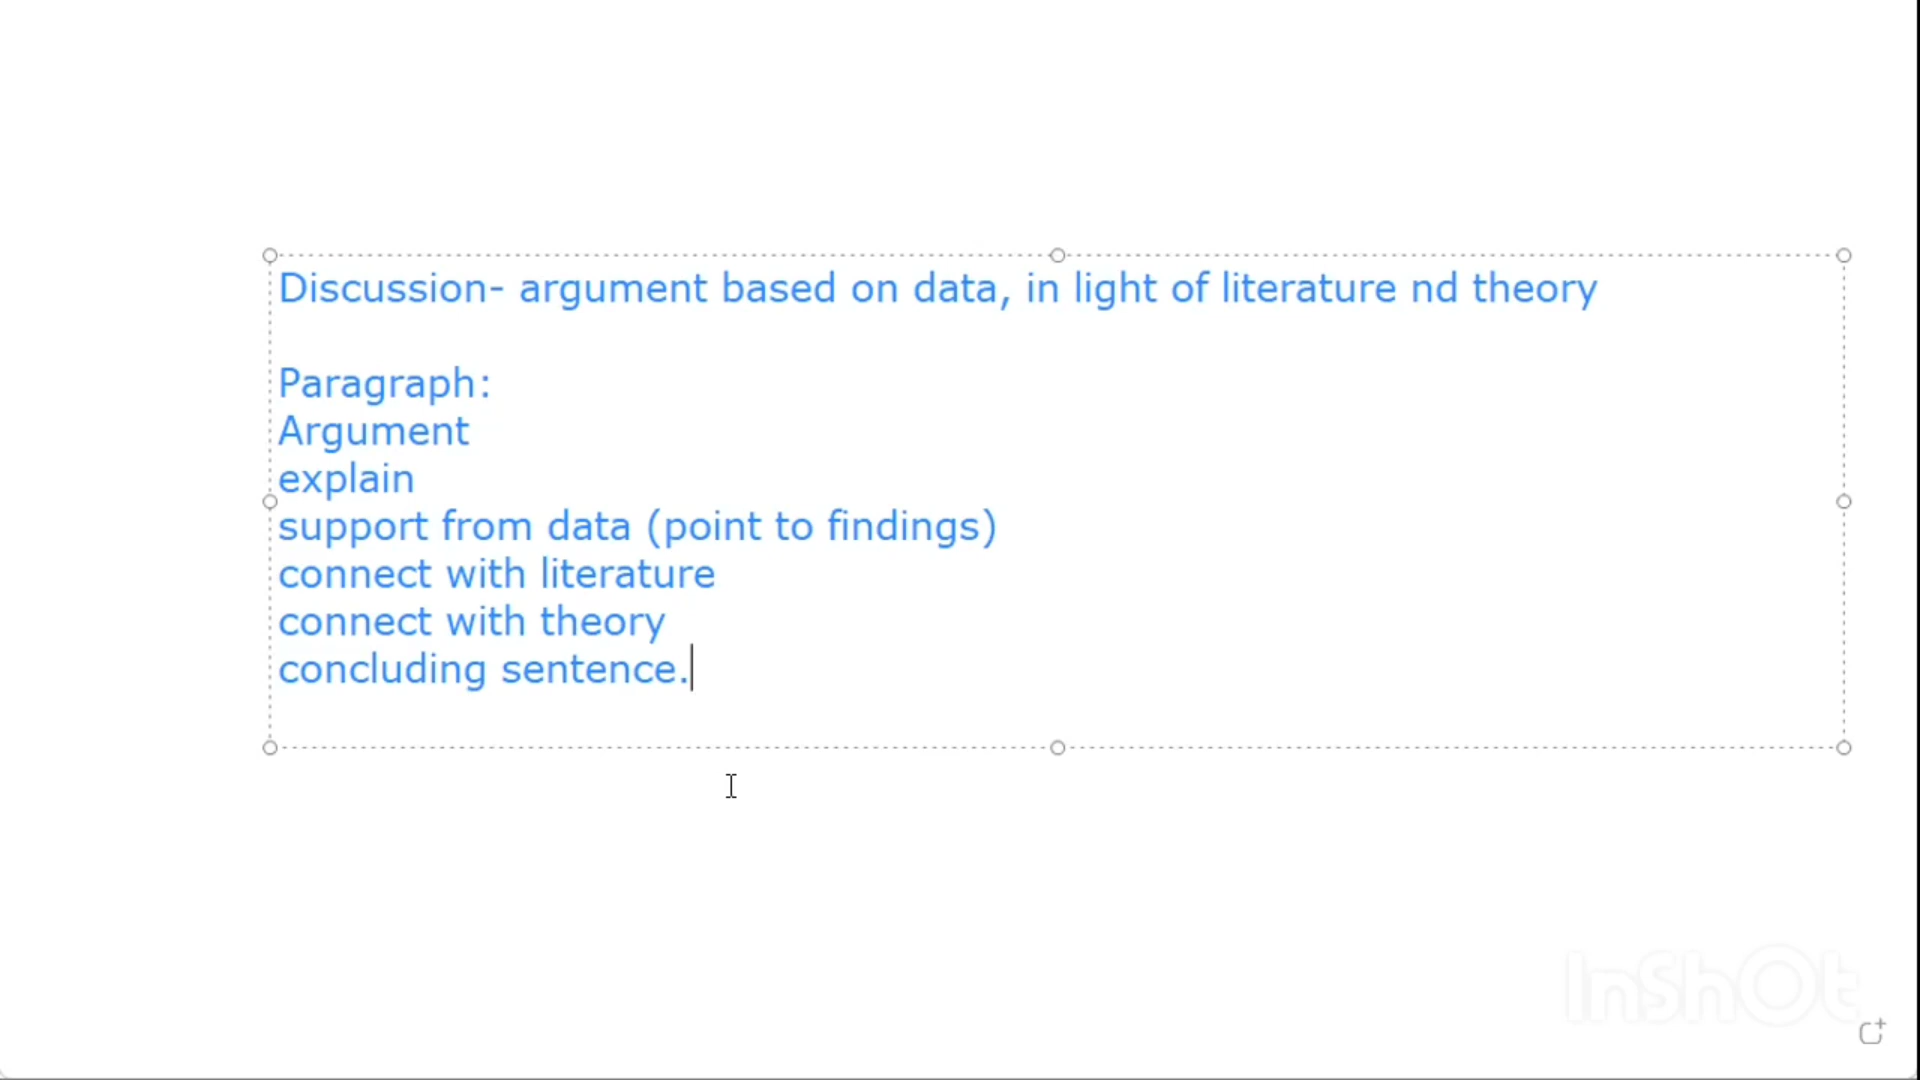 Discussion- argument based on data, in light of literature nd theory
Paragraph:
Argument
explain
support from data (point to findings)
connect with literature
connect with theory
concluding sentence.
InShOt